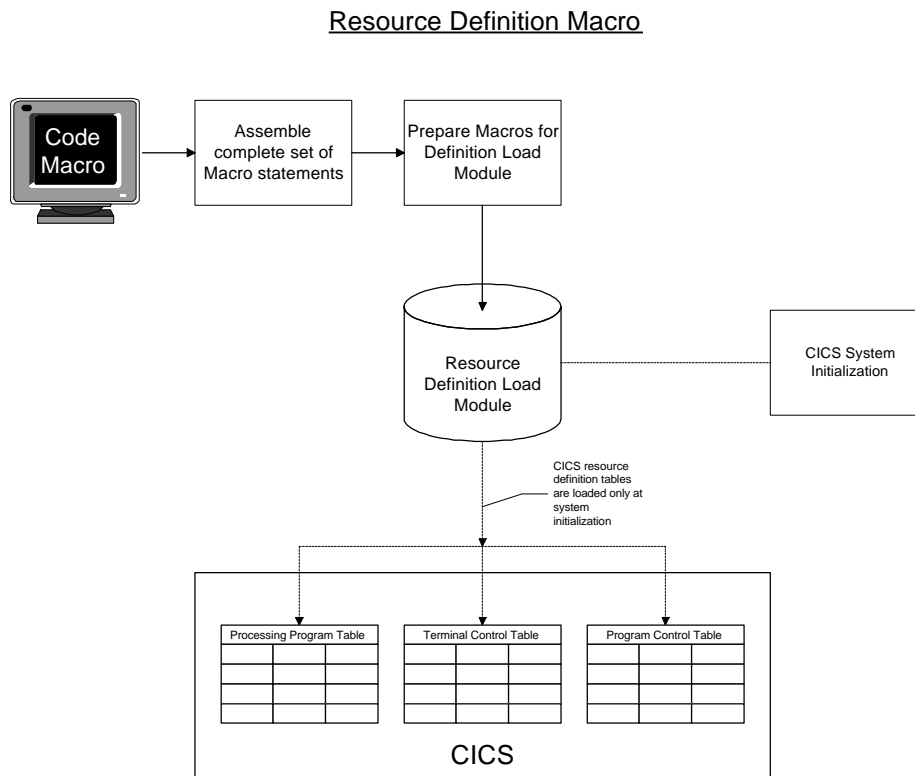 Resource Definition Macro
Code
Macro
Assemble
complete set of
Macro statements
Prepare Macros for
Definition Load
Module
Resource
Definition Load
Module
CICS System
Initialization
CICS resource
definition tables
are loaded only at
system
initialization
Processing Program Table
Terminal Control Table
Program Control Table
CICS